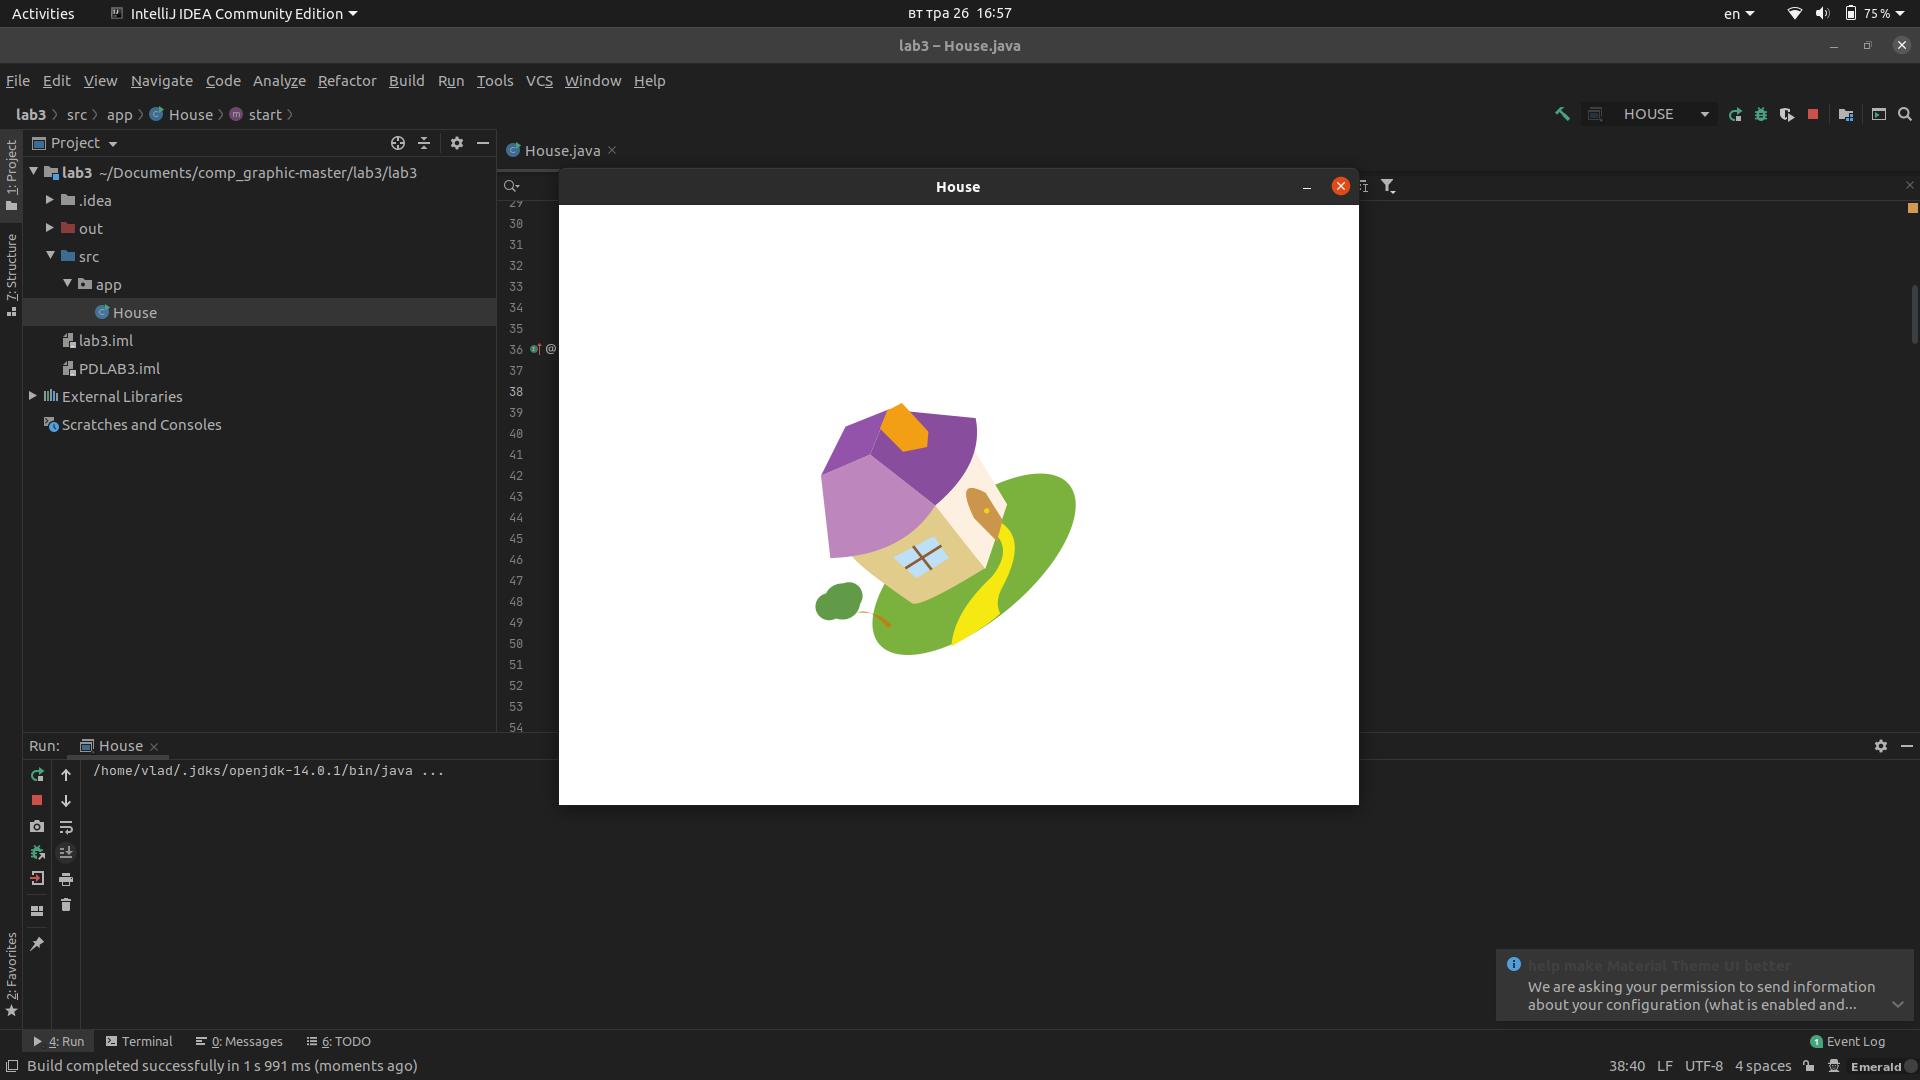 Activities
IntelliJ IDEA Community Edition
вт тра 26 16:57
en
75 %
lab3 – House.java
File Edit View Navigate Code Analyze Refactor Build Run Tools VCS Window Help
lab3 src app House start
HOUSE
1: Project
7: Structure
2: Favorites
Project
lab3 ~/Documents/comp_graphic-master/lab3/lab3
.idea
out
src
app
House
lab3.iml
PDLAB3.iml
External Libraries
Scratches and Consoles
House.java
House
29
30
31
32
33
34
35
36 @
37
38
39
40
41
42
43
44
45
46
47
48
49
50
51
52
53
54
Run: House
/home/vlad/.jdks/openjdk-14.0.1/bin/java ...
help make Material Theme UI better
We are asking your permission to send information
about your configuration (what is enabled and...
4: Run Terminal 0: Messages 6: TODO
1 Event Log
Build completed successfully in 1 s 991 ms (moments ago)
38:40 LF UTF-8 4 spaces Emerald